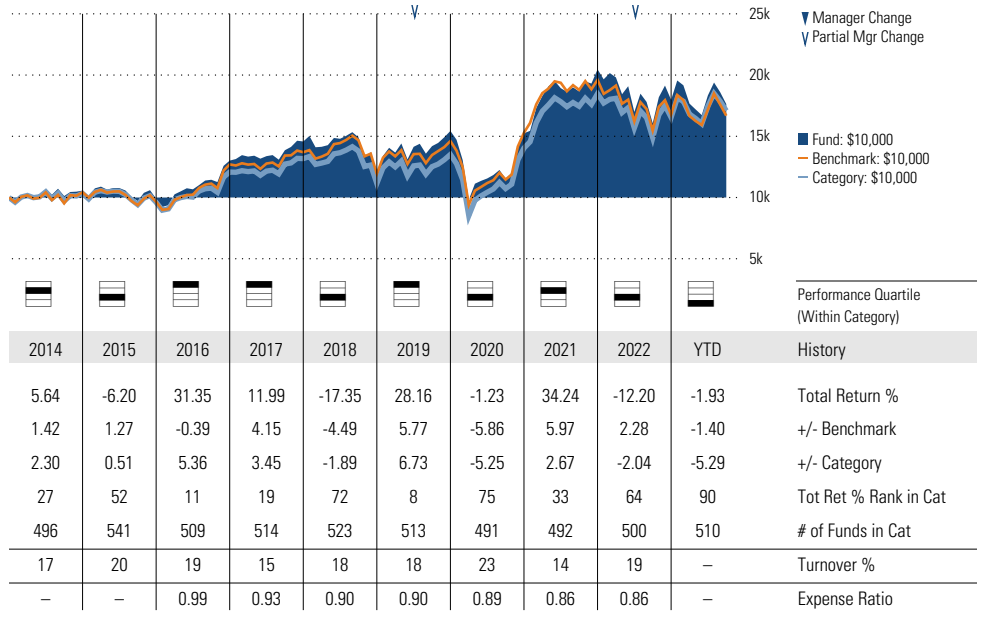 25k
▼ Manager Change
∨ Partial Mgr Change
20k
15k
Fund: $10,000
Benchmark: $10,000
Category: $10,000
10k
5k
Performance Quartile
(Within Category)
2014 2015 2016 2017 2018 2019 2020 2021 2022 YTD History
5.64 -6.20 31.35 11.99 -17.35 28.16 -1.23 34.24 -12.20 -1.93 Total Return %
1.42 1.27 -0.39 4.15 -4.49 5.77 -5.86 5.97 2.28 -1.40 +/- Benchmark
2.30 0.51 5.36 3.45 -1.89 6.73 -5.25 2.67 -2.04 -5.29 +/- Category
27 52 11 19 72 8 75 33 64 90 Tot Ret % Rank in Cat
496 541 509 514 523 513 491 492 500 510 # of Funds in Cat
17 20 19 15 18 18 23 14 19 – Turnover %
– – 0.99 0.93 0.90 0.90 0.89 0.86 0.86 – Expense Ratio